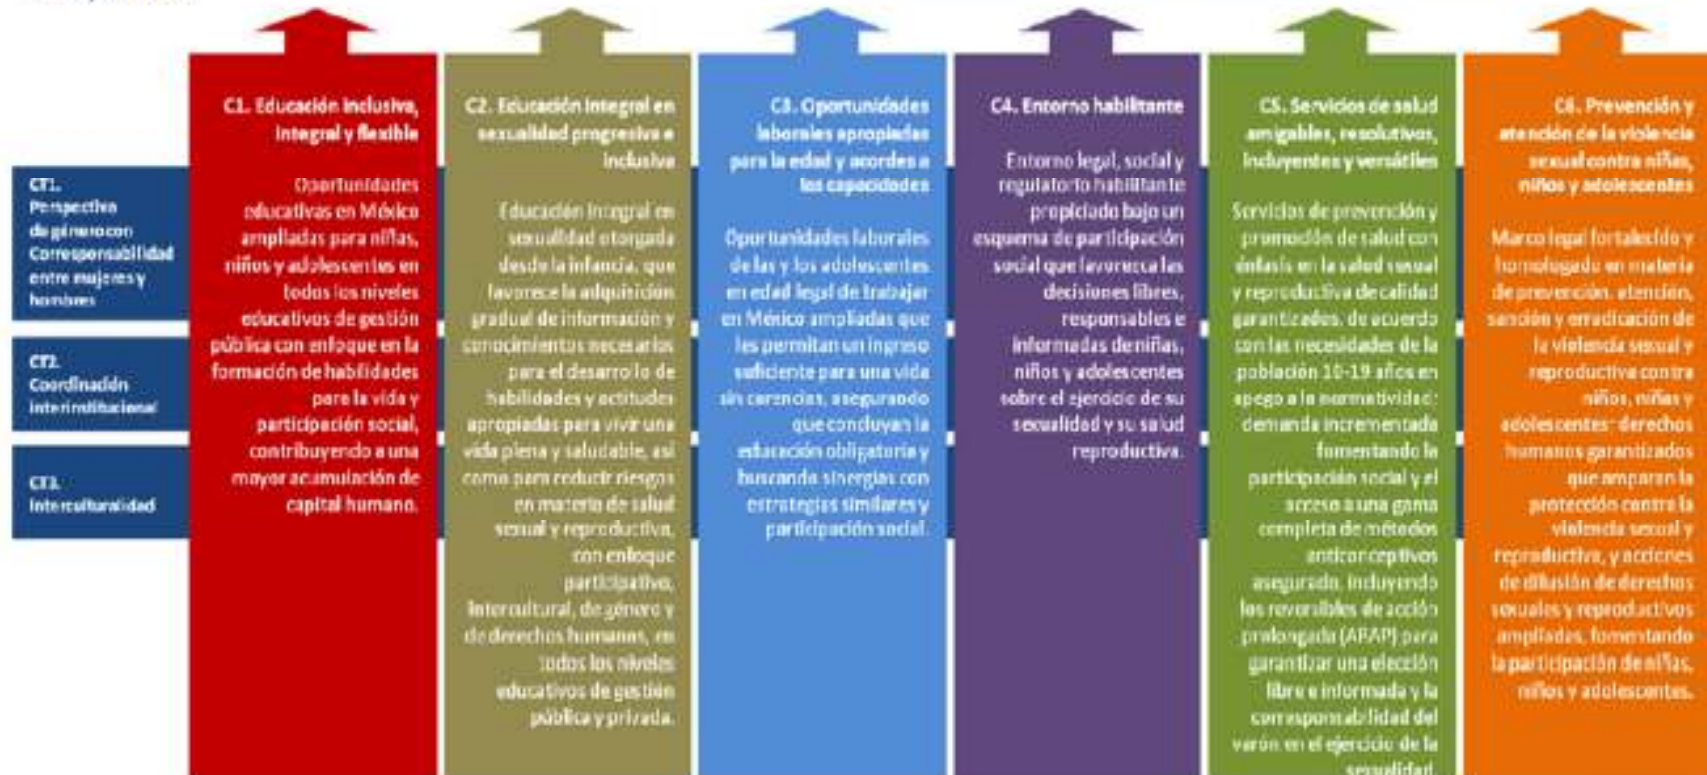 CT1.
Perspectiva
de género con
Corresponsabilidad
entre mujeres y
hombres
CT2.
Coordinación
interinstitucional
CT3.
Interculturalidad
C1. Educación inclusiva,
integral y flexible
Oportunidades
educativas en México
ampliadas para niñas,
niños y adolescentes en
todos los niveles
educativos de gestión
pública con enfoque en la
formación de habilidades
para la vida y
participación social,
contribuyendo a una
mayor acumulación de
capital humano.
C2. Educación integral en
sexualidad progresiva e
inclusiva
Educación integral en
sexualidad otorgada
desde la infancia, que
favorece la adquisición
gradual de información y
conocimientos necesarios
para el desarrollo de
habilidades y actitudes
apropiadas para vivir una
vida plena y saludable, así
como para reducir riesgos
en materia de salud
sexual y reproductiva,
con enfoque
participativo,
intercultural, de género y
de derechos humanos, en
todos los niveles
educativos de gestión
pública y privada.
C3. Oportunidades
laborales apropiadas
para la edad y acordes a
las capacidades
Oportunidades laborales
de las y los adolescentes
en edad legal de trabajar
en México ampliadas que
les permitan un ingreso
suficiente para una vida
sin carencias, asegurando
que concluyan la
educación obligatoria y
buscando sinergias con
estrategias similares y
participación social.
C4. Entorno habilitante
Entorno legal, social y
regulatorio habilitante
propiciado bajo un
esquema de participación
social que favorezca las
decisiones libres,
responsables e
informadas de niñas,
niños y adolescentes
sobre el ejercicio de su
sexualidad y su salud
reproductiva.
C5. Servicios de salud
amigables, resolutivos,
incluyentes y versátiles
Servicios de prevención y
promoción de salud con
énfasis en la salud sexual
y reproductiva de calidad
garantizados, de acuerdo
con las necesidades de la
población 10-19 años en
apego a la normatividad;
demanda incrementada
fomentando la
participación social y el
acceso a una gama
completa de métodos
anticonceptivos
asegurado, incluyendo
los reversibles de acción
prolongada (ARAP) para
garantizar una elección
libre e informada y la
corresponsabilidad del
varón en el ejercicio de la
sexualidad.
C6. Prevención y
atención de la violencia
sexual contra niñas,
niños y adolescentes
Marco legal fortalecido y
homologado en materia
de prevención, atención,
sanción y erradicación de
la violencia sexual y
reproductiva contra
niños, niñas y
adolescentes- derechos
humanos garantizados
que amparan la
protección contra la
violencia sexual y
reproductiva, y acciones
de difusión de derechos
sexuales y reproductivos
ampliadas, fomentando
la participación de niñas,
niños y adolescentes.